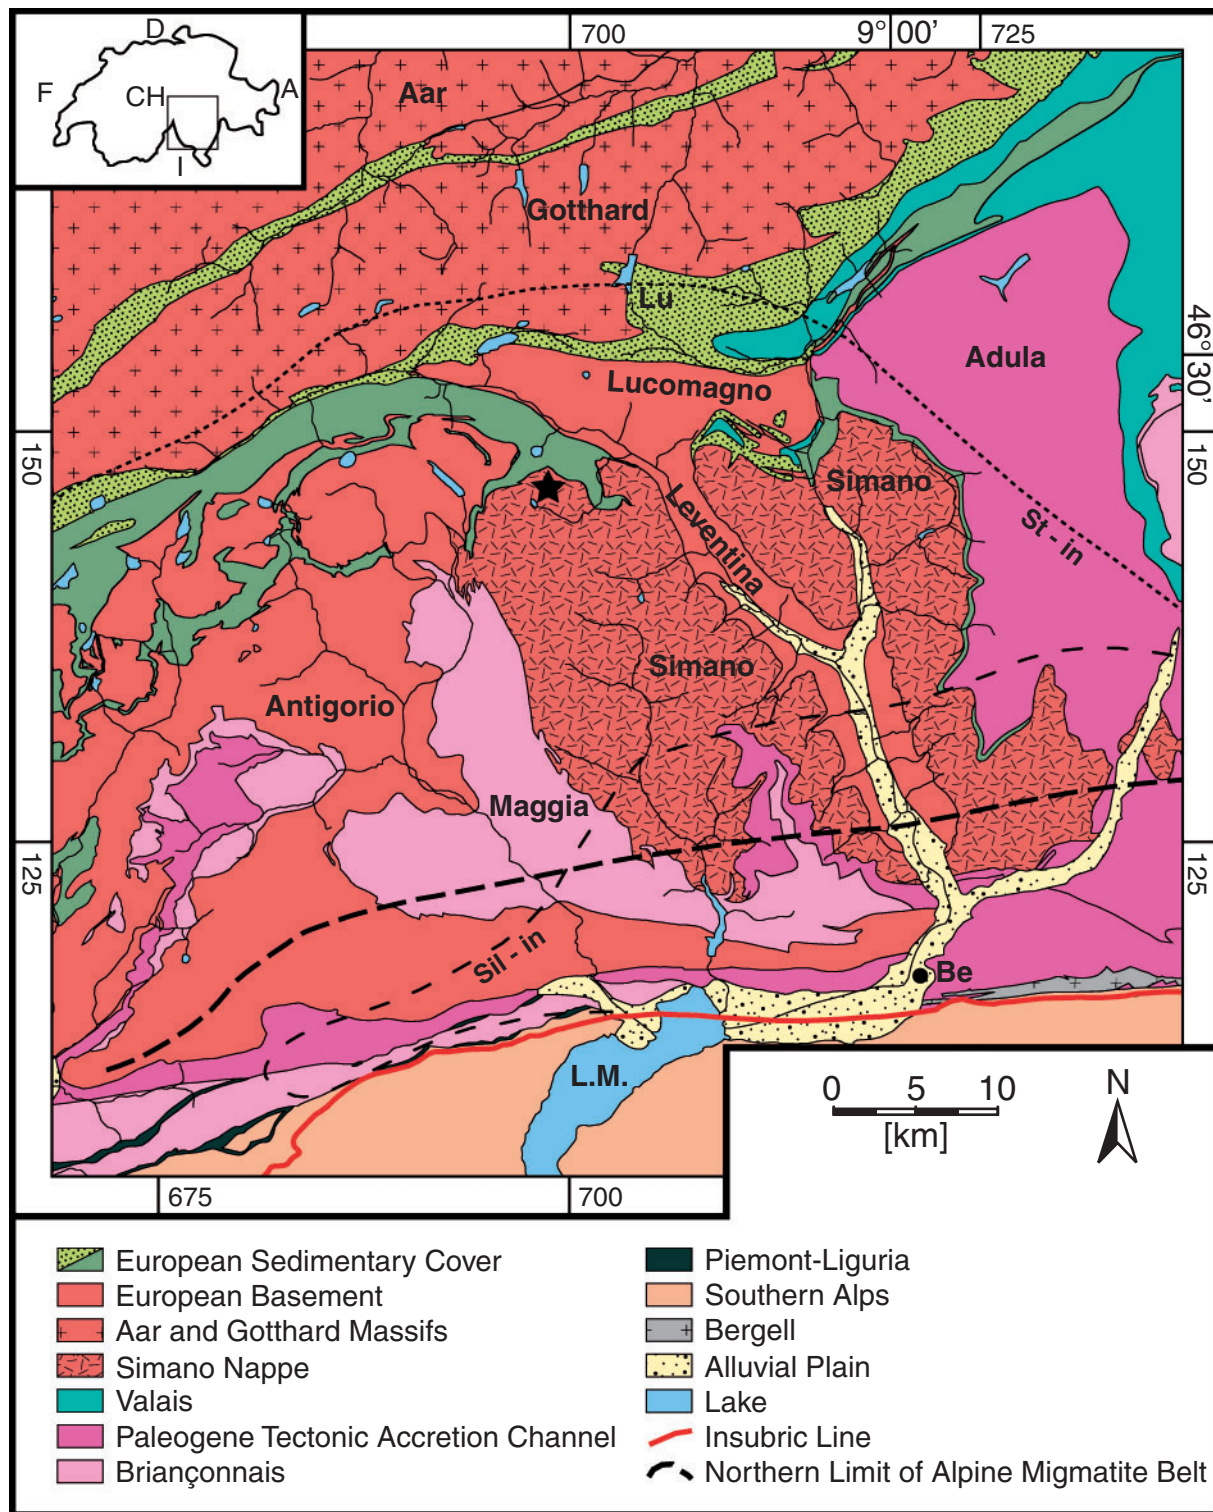 700
9°00’
725
D
F
CH
A
I
Aar
Gotthard
Lu
46°
30’
Adula
Lucomagno
150
150
Simano
Leventina
St - in
Simano
Antigorio
Maggia
125
125
Sil - in
Be
L.M.
0 5 10
[km]
N
675
700
European Sedimentary Cover
European Basement
Aar and Gotthard Massifs
Simano Nappe
Valais
Paleogene Tectonic Accretion Channel
Briançonnais
Piemont-Liguria
Southern Alps
Bergell
Alluvial Plain
Lake
Insubric Line
Northern Limit of Alpine Migmatite Belt